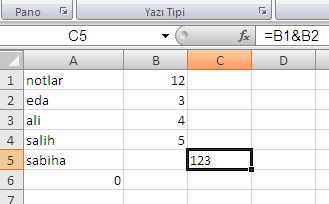 Pano Yazı Tipi
C5 fx =B1&B2
A B C D
1 notlar 12
2 eda 3
3 ali 4
4 salih 5
5 sabiha 123
6 0